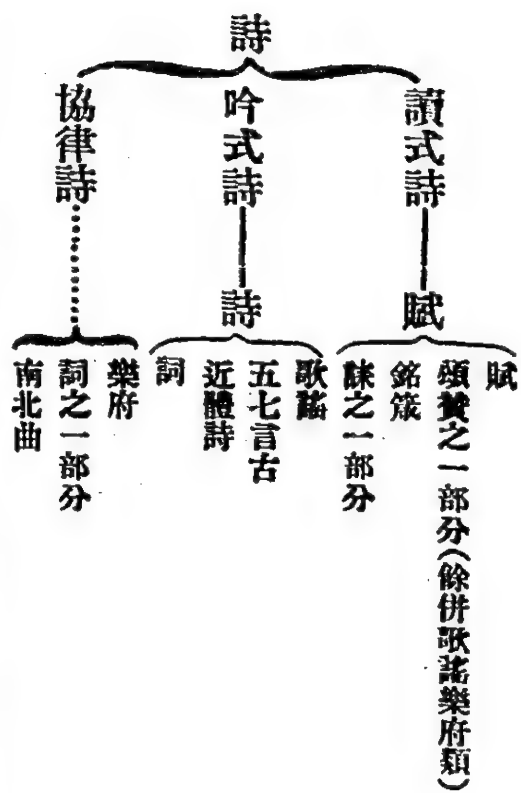 詩
讀式詩
賦
賦
頌贊之一部分(餘併歌謠樂府類)
銘箴
誄之一部分
吟式詩
詩
歌謠
五七言古
近體詩
詞
協律詩
樂府
詞之一部分
南北曲